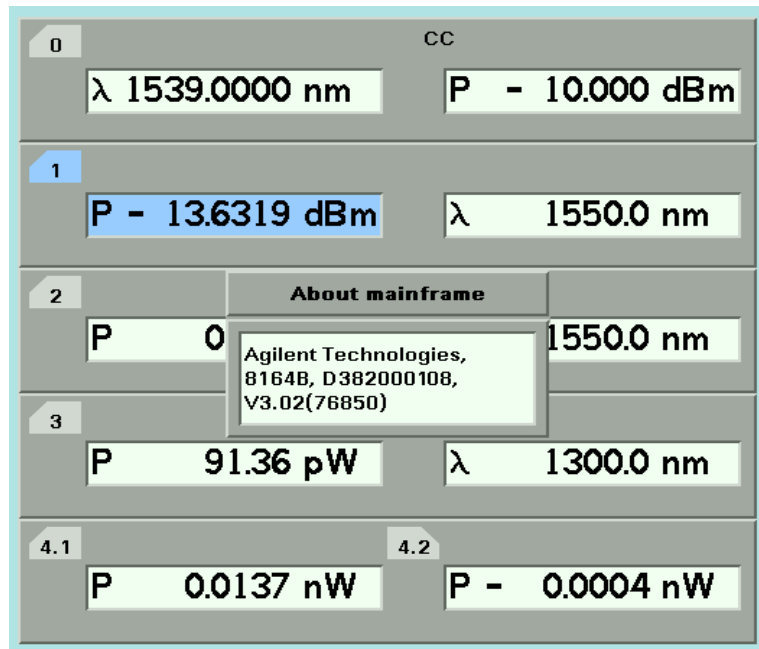 0 CC
λ 1539.0000 nm P - 10.000 dBm
1
P - 13.6319 dBm λ 1550.0 nm
2 About mainframe
P 0 1550.0 nm
Agilent Technologies,
8164B, D382000108,
V3.02(76850)
3
P 91.36 pW λ 1300.0 nm
4.1 4.2
P 0.0137 nW P - 0.0004 nW